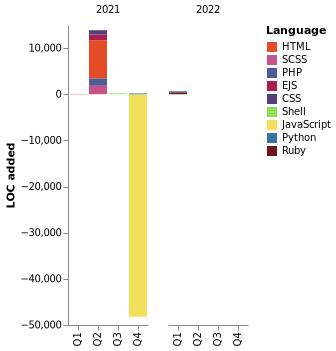 2021
2022
LOC added
10,000
0
−10,000
−20,000
−30,000
−40,000
−50,000
Q1
Q2
Q3
Q4
Q1
Q2
Q3
Q4
Language
HTML
SCSS
PHP
EJS
CSS
Shell
JavaScript
Python
Ruby